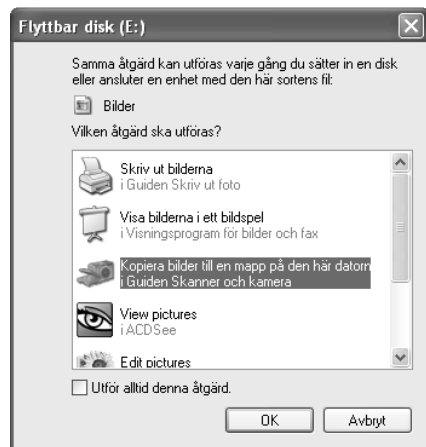 Flyttbar disk (E:)
Samma åtgärd kan utföras varje gång du sätter in en disk
eller ansluter en enhet med den här sortens fil:
Bilder
Vilken åtgärd ska utföras?
Skriv ut bilderna
i Guiden Skriv ut foto
Visa bilderna i ett bildspel
i Visningsprogram för bilder och fax
Kopiera bilder till en mapp på den här datorn
i Guiden Skanner och kamera
View pictures
i ACDSee
Edit pictures
Utför alltid denna åtgärd.
OK
Avbryt